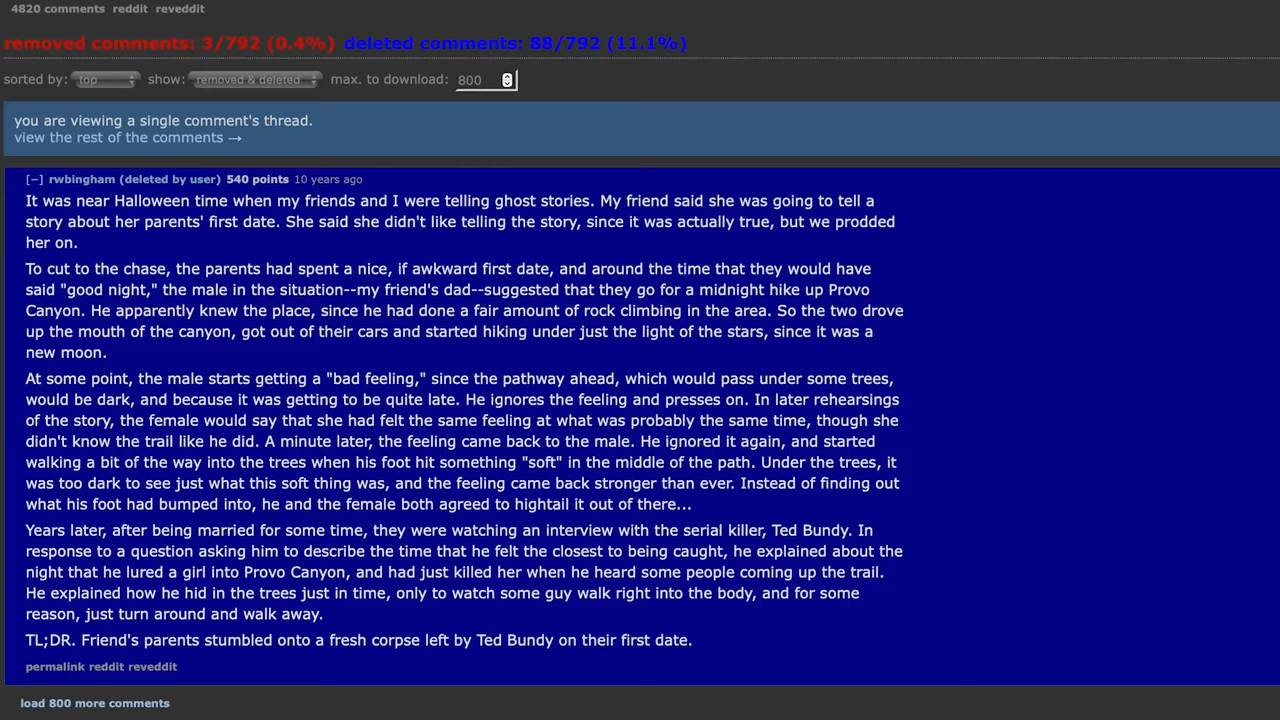 4820 comments reddit reveddit
removed comments: 3/792 (0.4%) deleted comments: 88/792 (11.1%)
sorted by: top show: removed & deleted max. to download: 800
you are viewing a single comment's thread.
view the rest of the comments →
[–] rwbingham (deleted by user) 540 points 10 years ago
It was near Halloween time when my friends and I were telling ghost stories. My friend said she was going to tell a
story about her parents' first date. She said she didn't like telling the story, since it was actually true, but we prodded
her on.
To cut to the chase, the parents had spent a nice, if awkward first date, and around the time that they would have
said "good night," the male in the situation--my friend's dad--suggested that they go for a midnight hike up Provo
Canyon. He apparently knew the place, since he had done a fair amount of rock climbing in the area. So the two drove
up the mouth of the canyon, got out of their cars and started hiking under just the light of the stars, since it was a
new moon.
At some point, the male starts getting a "bad feeling," since the pathway ahead, which would pass under some trees,
would be dark, and because it was getting to be quite late. He ignores the feeling and presses on. In later rehearsings
of the story, the female would say that she had felt the same feeling at what was probably the same time, though she
didn't know the trail like he did. A minute later, the feeling came back to the male. He ignored it again, and started
walking a bit of the way into the trees when his foot hit something "soft" in the middle of the path. Under the trees, it
was too dark to see just what this soft thing was, and the feeling came back stronger than ever. Instead of finding out
what his foot had bumped into, he and the female both agreed to hightail it out of there...
Years later, after being married for some time, they were watching an interview with the serial killer, Ted Bundy. In
response to a question asking him to describe the time that he felt the closest to being caught, he explained about the
night that he lured a girl into Provo Canyon, and had just killed her when he heard some people coming up the trail.
He explained how he hid in the trees just in time, only to watch some guy walk right into the body, and for some
reason, just turn around and walk away.
TL;DR. Friend's parents stumbled onto a fresh corpse left by Ted Bundy on their first date.
permalink reddit reveddit
load 800 more comments